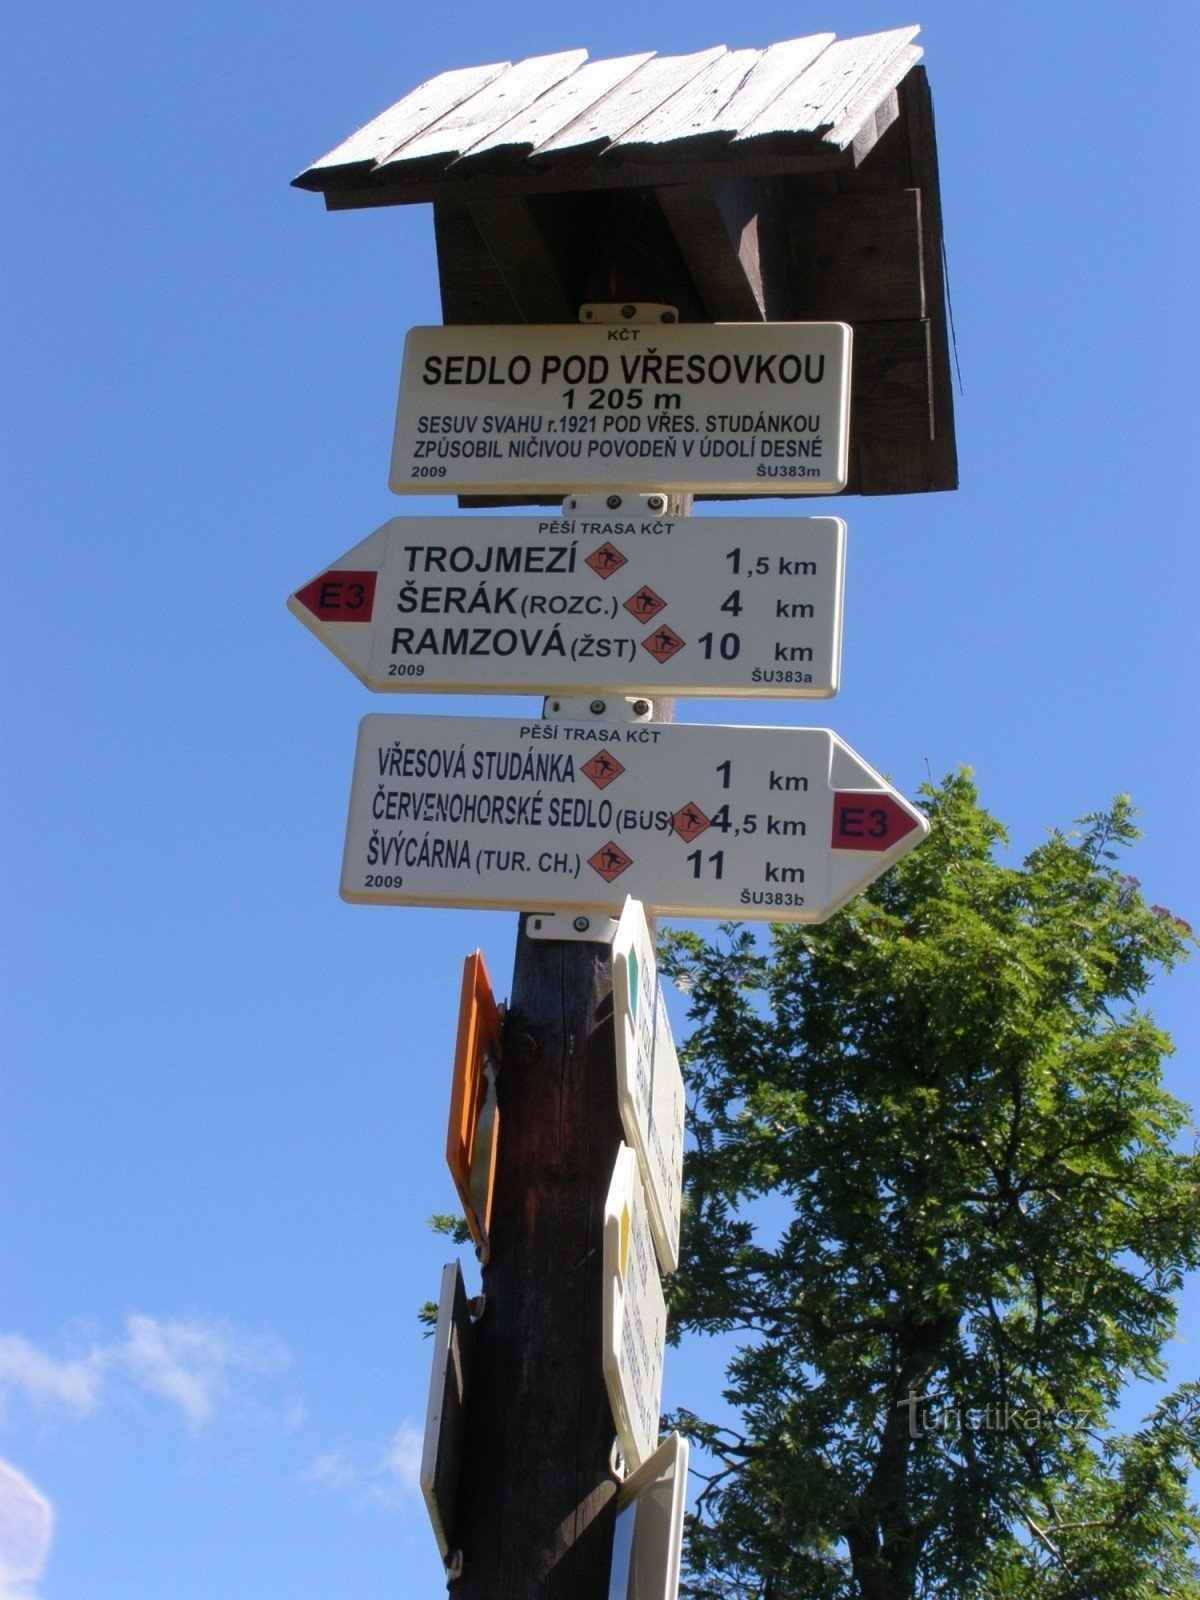 KČT
SEDLO POD VŘESOVKOU
1 205 m
SESUV SVAHU r.1921 POD VŘES. STUDÁNKOU
ZPŮSOBIL NIČIVOU POVODEŇ V ÚDOLÍ DESNÉ
2009 ŠU383m
PĚŠÍ TRASA KČT
TROJMEZÍ 1,5 km
E3 ŠERÁK (ROZC.) 4 km
RAMZOVÁ (ŽST) 10 km
2009 ŠU383a
PĚŠÍ TRASA KČT
VŘESOVÁ STUDÁNKA 1 km
ČERVENOHORSKÉ SEDLO (BUS) 4,5 km E3
ŠVÝCÁRNA (TUR. CH.) 11 km
2009 ŠU383b
Turistika.cz